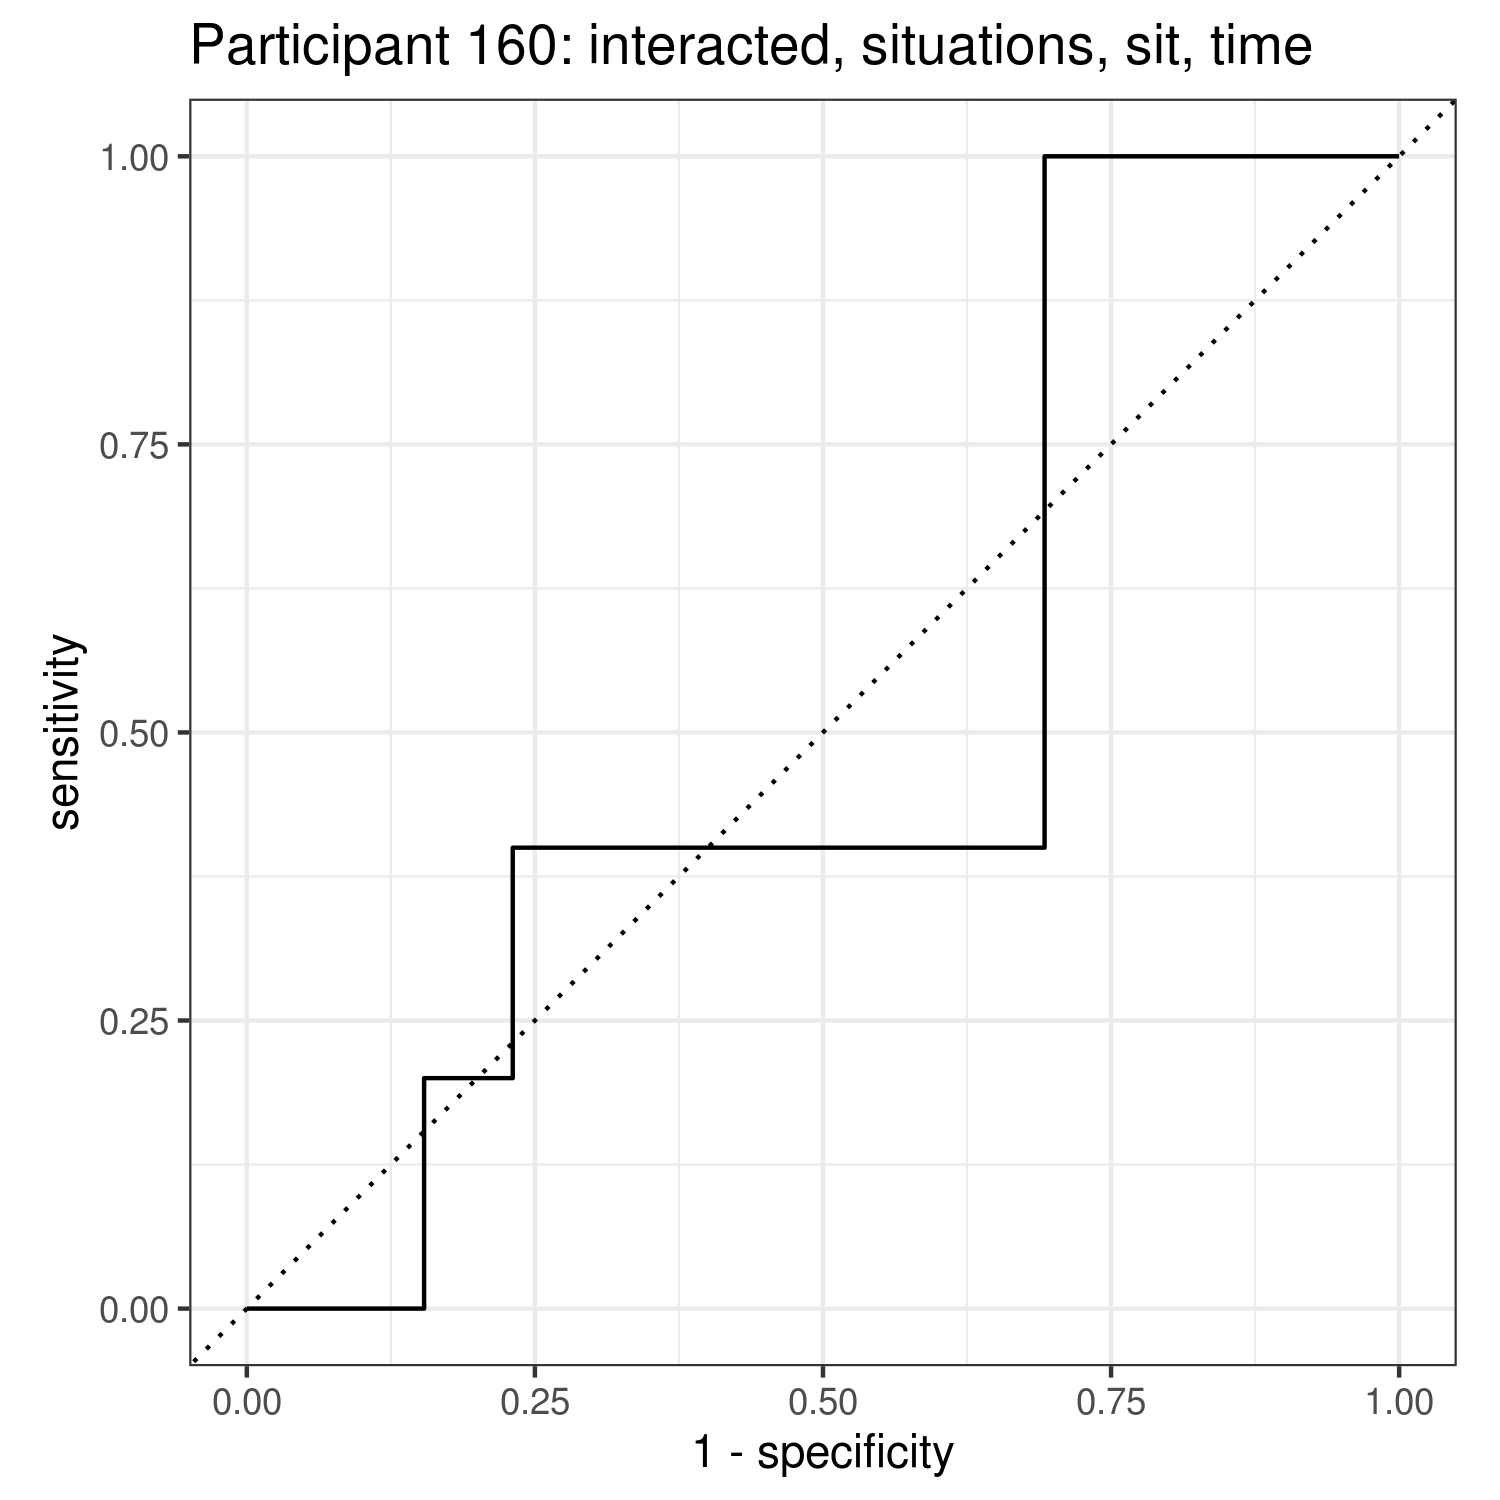 Participant 160: interacted, situations, sit, time
1.00
0.75
0.50
0.25
0.00
sensitivity
0.00 0.25 0.50 0.75 1.00
1 - specificity